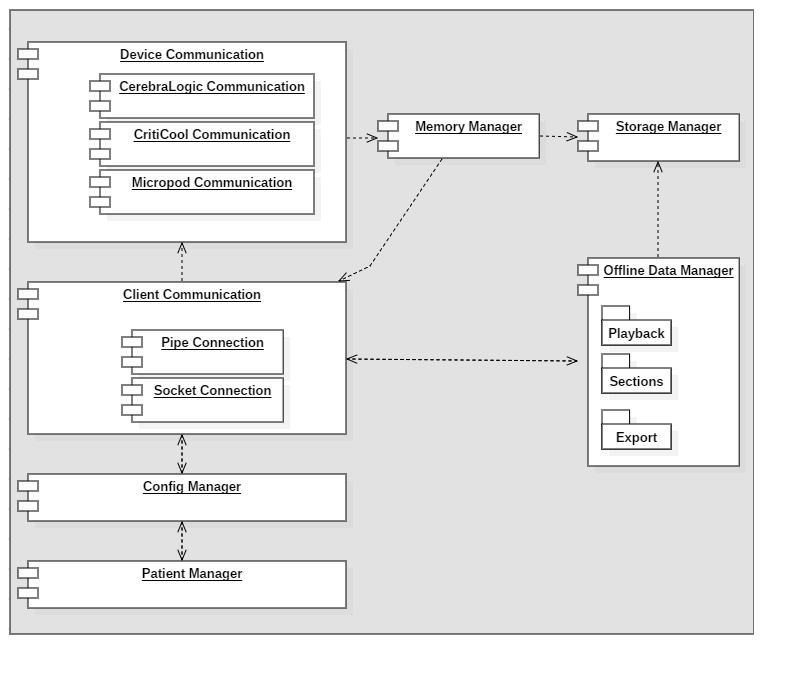 Device Communication
CerebraLogic Communication
CritiCool Communication
Micropod Communication
Memory Manager
Storage Manager
Client Communication
Pipe Connection
Socket Connection
Offline Data Manager
Playback
Sections
Export
Config Manager
Patient Manager